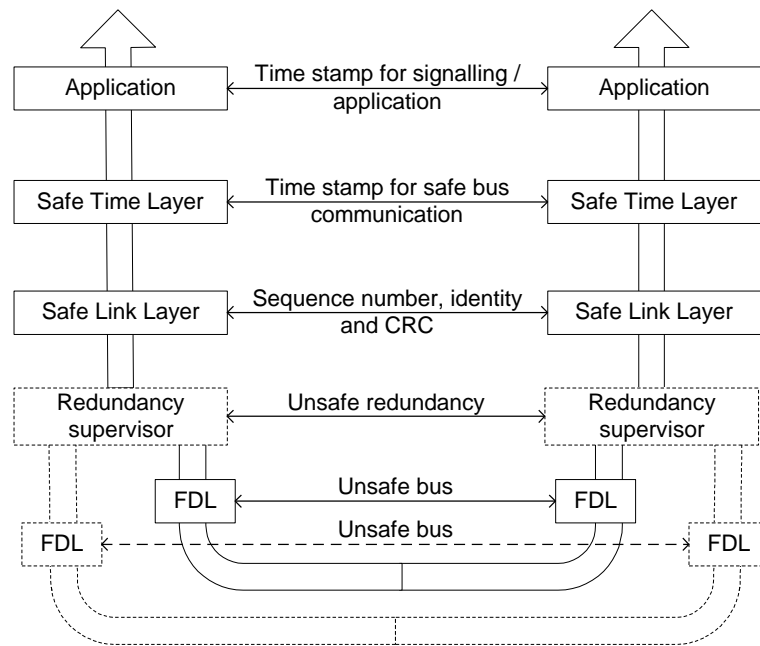 Application
Time stamp for signalling /
application
Application
Safe Time Layer
Time stamp for safe bus
communication
Safe Time Layer
Safe Link Layer
Sequence number, identity
and CRC
Safe Link Layer
Redundancy
supervisor
Unsafe redundancy
Redundancy
supervisor
FDL
Unsafe bus
FDL
FDL
Unsafe bus
FDL